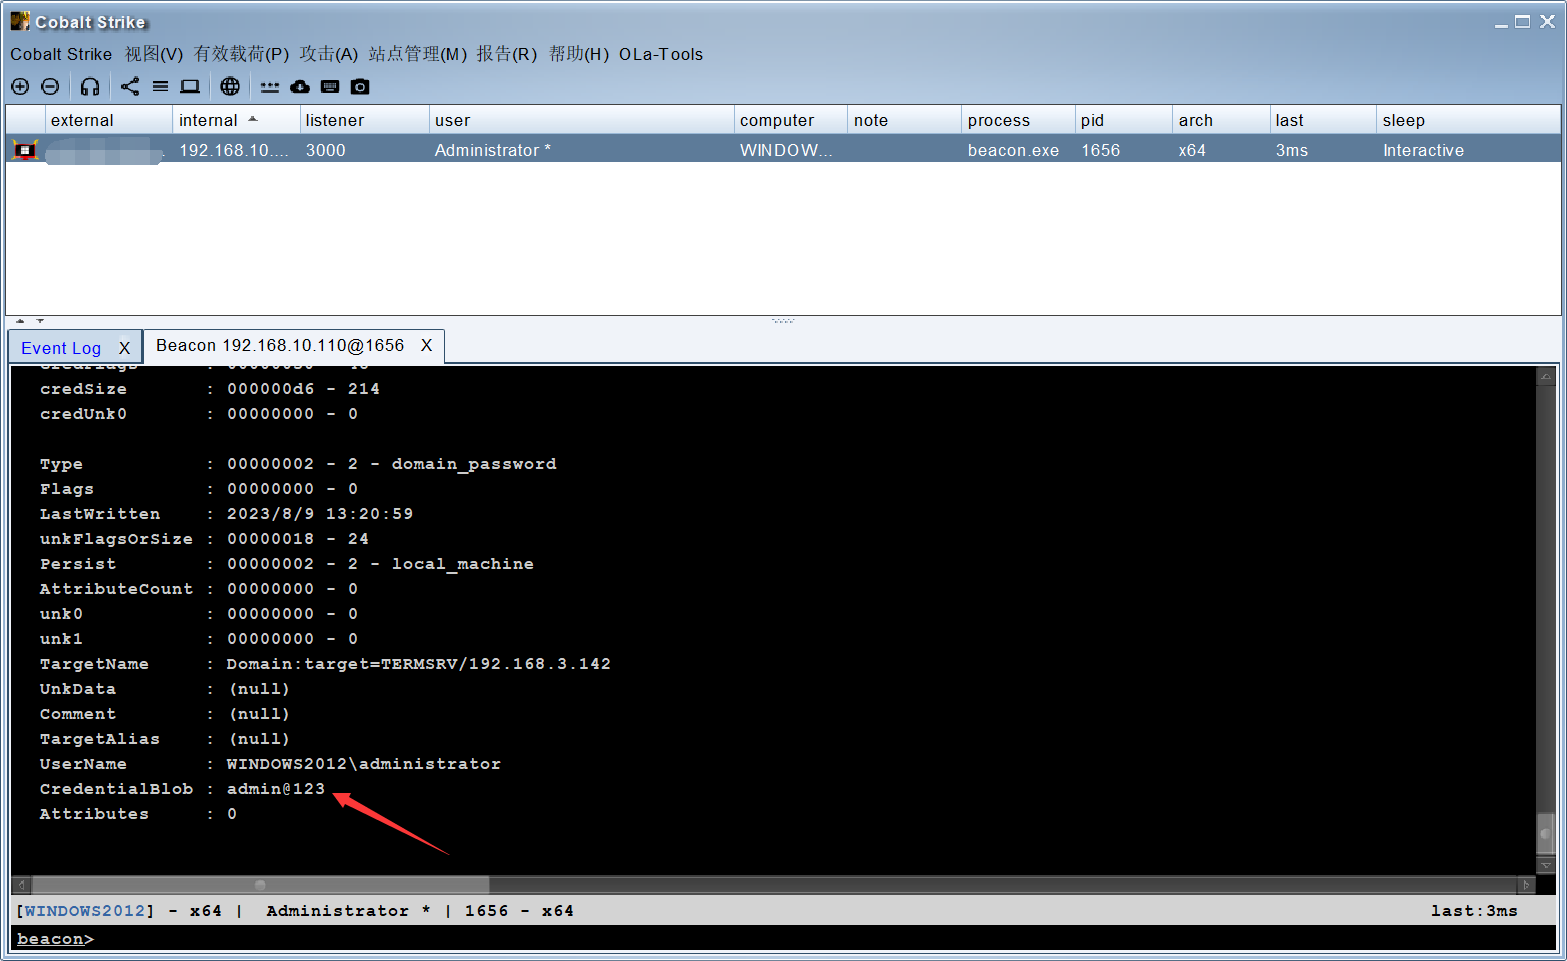 Cobalt Strike
Cobalt Strike 视图(V) 有效载荷(P) 攻击(A) 站点管理(M) 报告(R) 帮助(H) OLa-Tools
external internal listener user computer note process pid arch last sleep
192.168.10.... 3000 Administrator * WINDOW... beacon.exe 1656 x64 3ms Interactive
Event Log X Beacon 192.168.10.110@1656 X
credSize : 000000d6 - 214
credUnk0 : 00000000 - 0
Type : 00000002 - 2 - domain_password
Flags : 00000000 - 0
LastWritten : 2023/8/9 13:20:59
unkFlagsOrSize : 00000018 - 24
Persist : 00000002 - 2 - local_machine
AttributeCount : 00000000 - 0
unk0 : 00000000 - 0
unk1 : 00000000 - 0
TargetName : Domain:target=TERMSRV/192.168.3.142
UnkData : (null)
Comment : (null)
TargetAlias : (null)
UserName : WINDOWS2012\administrator
CredentialBlob : admin@123
Attributes : 0
[WINDOWS2012] - x64 | Administrator * | 1656 - x64 last:3ms
beacon>